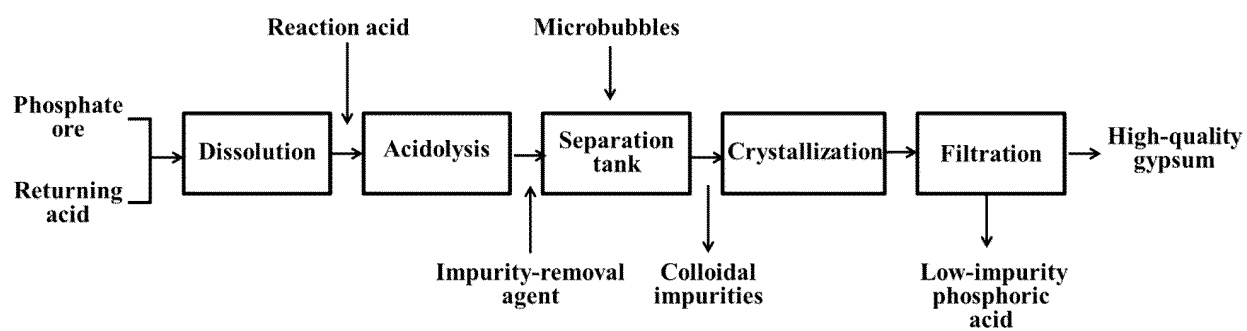 Reaction acid
Microbubbles
Phosphate
ore
Returning
acid
Dissolution
Acidolysis
Separation
tank
Crystallization
Filtration
High-quality
gypsum
Impurity-removal
agent
Colloidal
impurities
Low-impurity
phosphoric
acid